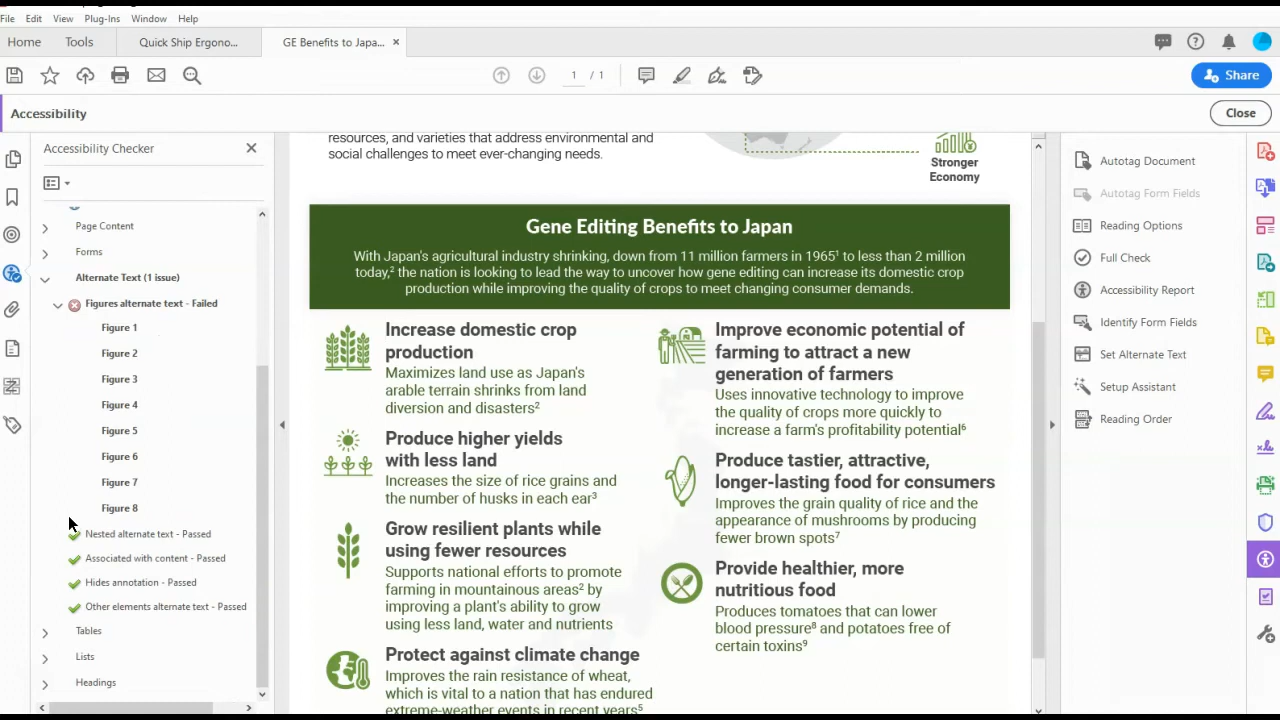 File Edit View Plug-Ins Window Help
Home Tools Quick Ship Ergono... GE Benefits to Japa... ×
1 / 1 Share
Accessibility Close
Accessibility Checker
Page Content
Forms
Alternate Text (1 issue)
Figures alternate text - Failed
Figure 1
Figure 2
Figure 3
Figure 4
Figure 5
Figure 6
Figure 7
Figure 8
Nested alternate text - Passed
Associated with content - Passed
Hides annotation - Passed
Other elements alternate text - Passed
Tables
Lists
Headings
resources, and varieties that address environmental and
social challenges to meet ever-changing needs.
Stronger
Economy
Gene Editing Benefits to Japan
With Japan's agricultural industry shrinking, down from 11 million farmers in 1965¹ to less than 2 million
today,² the nation is looking to lead the way to uncover how gene editing can increase its domestic crop
production while improving the quality of crops to meet changing consumer demands.
Increase domestic crop
production
Maximizes land use as Japan's
arable terrain shrinks from land
diversion and disasters²
Produce higher yields
with less land
Increases the size of rice grains and
the number of husks in each ear³
Grow resilient plants while
using fewer resources
Supports national efforts to promote
farming in mountainous areas² by
improving a plant's ability to grow
using less land, water and nutrients
Protect against climate change
Improves the rain resistance of wheat,
which is vital to a nation that has endured
extreme-weather events in recent years⁵
Improve economic potential of
farming to attract a new
generation of farmers
Uses innovative technology to improve
the quality of crops more quickly to
increase a farm's profitability potential⁶
Produce tastier, attractive,
longer-lasting food for consumers
Improves the grain quality of rice and the
appearance of mushrooms by producing
fewer brown spots⁷
Provide healthier, more
nutritious food
Produces tomatoes that can lower
blood pressure⁸ and potatoes free of
certain toxins⁹
Autotag Document
Autotag Form Fields
Reading Options
Full Check
Accessibility Report
Identify Form Fields
Set Alternate Text
Setup Assistant
Reading Order